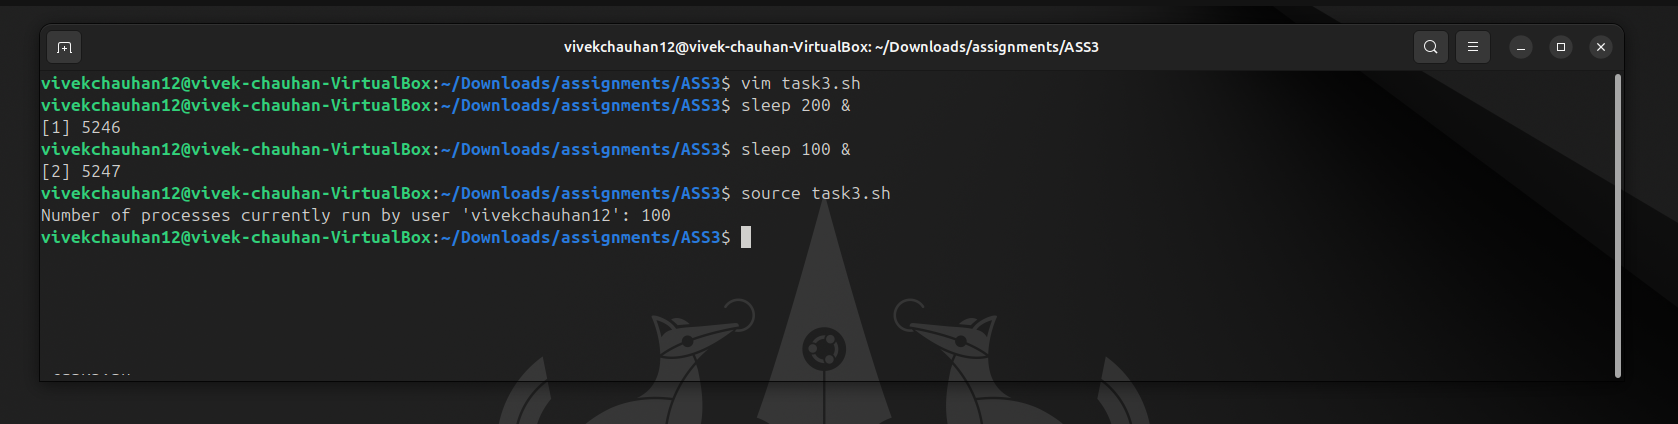 vivekchauhan12@vivek-chauhan-VirtualBox: ~/Downloads/assignments/ASS3
vivekchauhan12@vivek-chauhan-VirtualBox:~/Downloads/assignments/ASS3$ vim task3.sh
vivekchauhan12@vivek-chauhan-VirtualBox:~/Downloads/assignments/ASS3$ sleep 200 &
[1] 5246
vivekchauhan12@vivek-chauhan-VirtualBox:~/Downloads/assignments/ASS3$ sleep 100 &
[2] 5247
vivekchauhan12@vivek-chauhan-VirtualBox:~/Downloads/assignments/ASS3$ source task3.sh
Number of processes currently run by user 'vivekchauhan12': 100
vivekchauhan12@vivek-chauhan-VirtualBox:~/Downloads/assignments/ASS3$